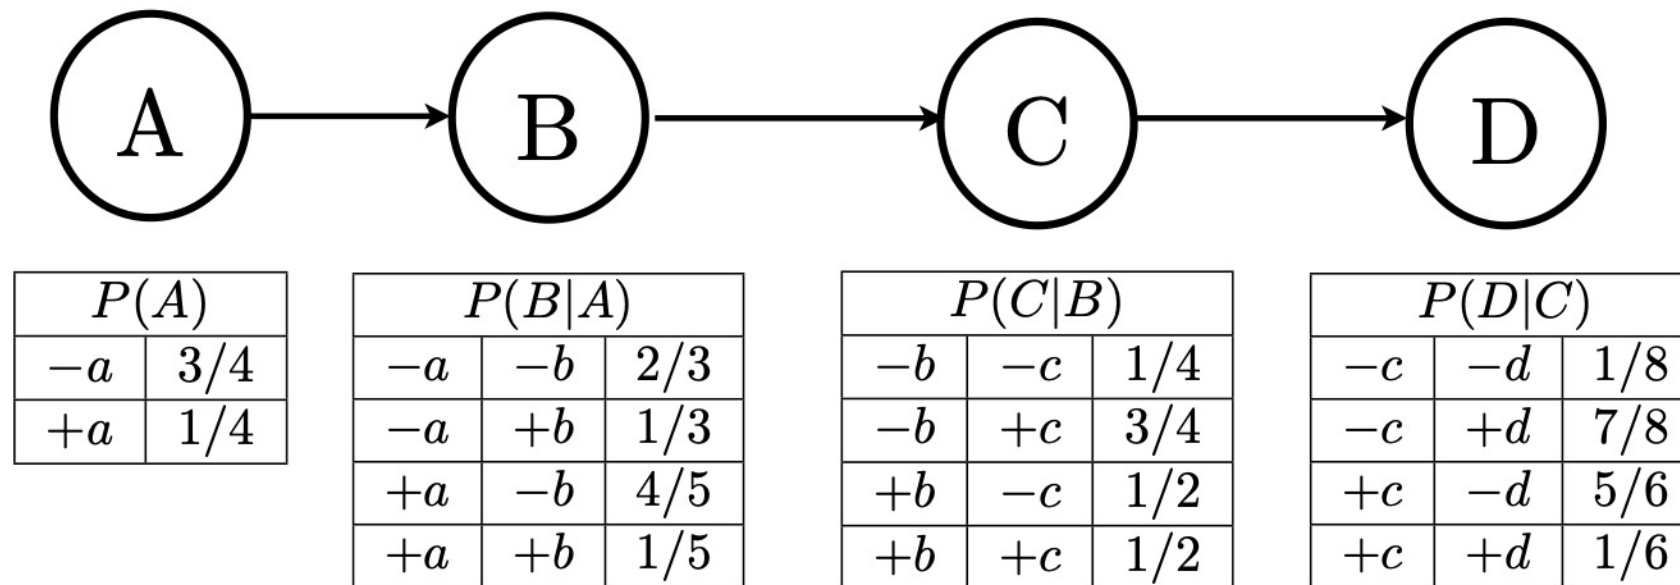 A B C D
P(A)
−a 3/4
+a 1/4
P(B|A)
−a −b 2/3
−a +b 1/3
+a −b 4/5
+a +b 1/5
P(C|B)
−b −c 1/4
−b +c 3/4
+b −c 1/2
+b +c 1/2
P(D|C)
−c −d 1/8
−c +d 7/8
+c −d 5/6
+c +d 1/6